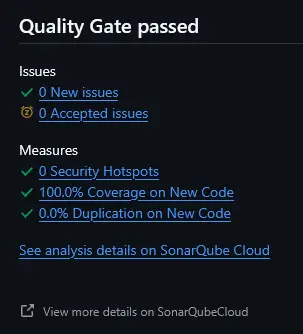 Quality Gate passed
Issues
0 New issues
0 Accepted issues
Measures
0 Security Hotspots
100.0% Coverage on New Code
0.0% Duplication on New Code
See analysis details on SonarQube Cloud
View more details on SonarQubeCloud